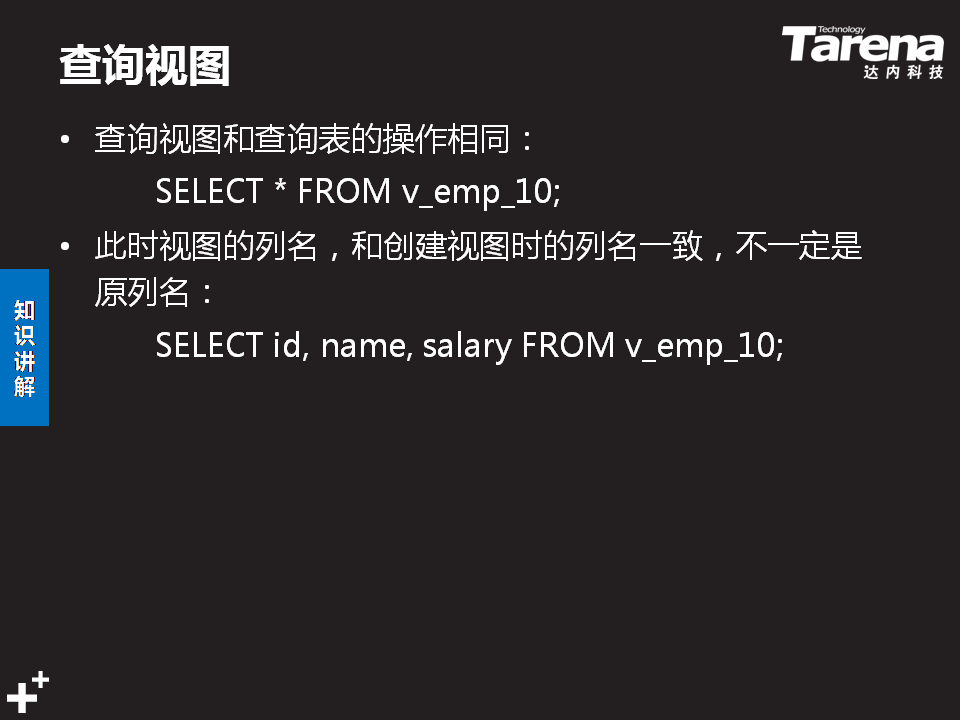 查询视图
Technology
Tarena
达内科技
• 查询视图和查询表的操作相同：
SELECT * FROM v_emp_10;
• 此时视图的列名，和创建视图时的列名一致，不一定是
原列名：
SELECT id, name, salary FROM v_emp_10;
知
识
讲
解